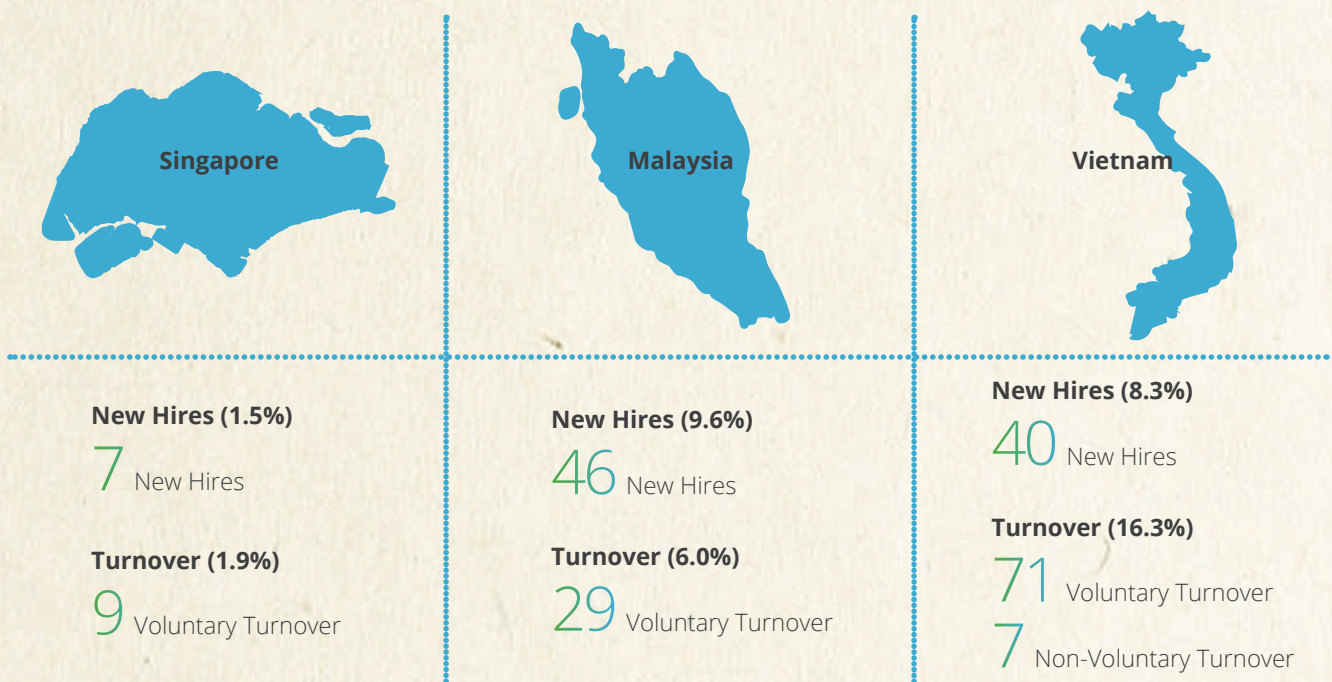 Singapore
Malaysia
Vietnam
New Hires (1.5%)
7 New Hires
Turnover (1.9%)
9 Voluntary Turnover
New Hires (9.6%)
46 New Hires
Turnover (6.0%)
29 Voluntary Turnover
New Hires (8.3%)
40 New Hires
Turnover (16.3%)
71 Voluntary Turnover
7 Non-Voluntary Turnover